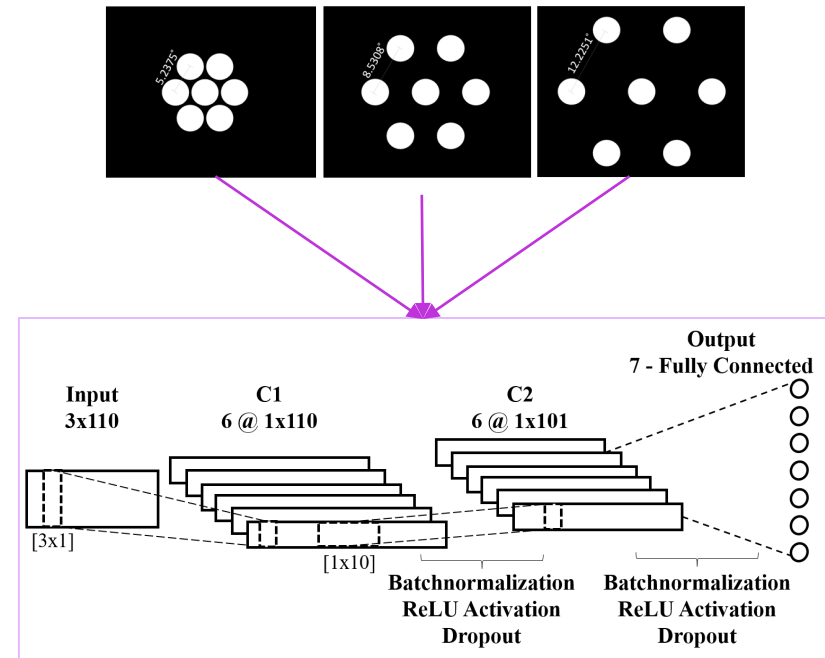 5.2375°
8.5308°
12.2251°
Output
7 - Fully Connected
Input
3x110
C1
6 @ 1x110
C2
6 @ 1x101
[3x1]
[1x10]
Batchnormalization
ReLU Activation
Dropout
Batchnormalization
ReLU Activation
Dropout